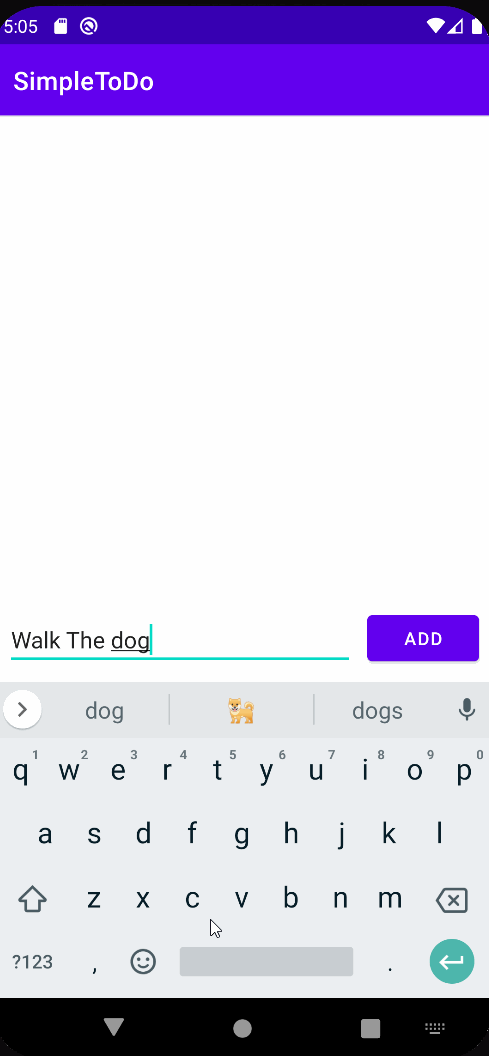 5:05
SimpleToDo
Walk The dog
ADD
dog dogs
1 2 3 4 5 6 7 8 9 0
q w e r t y u i o p
a s d f g h j k l
z x c v b n m
?123 , .